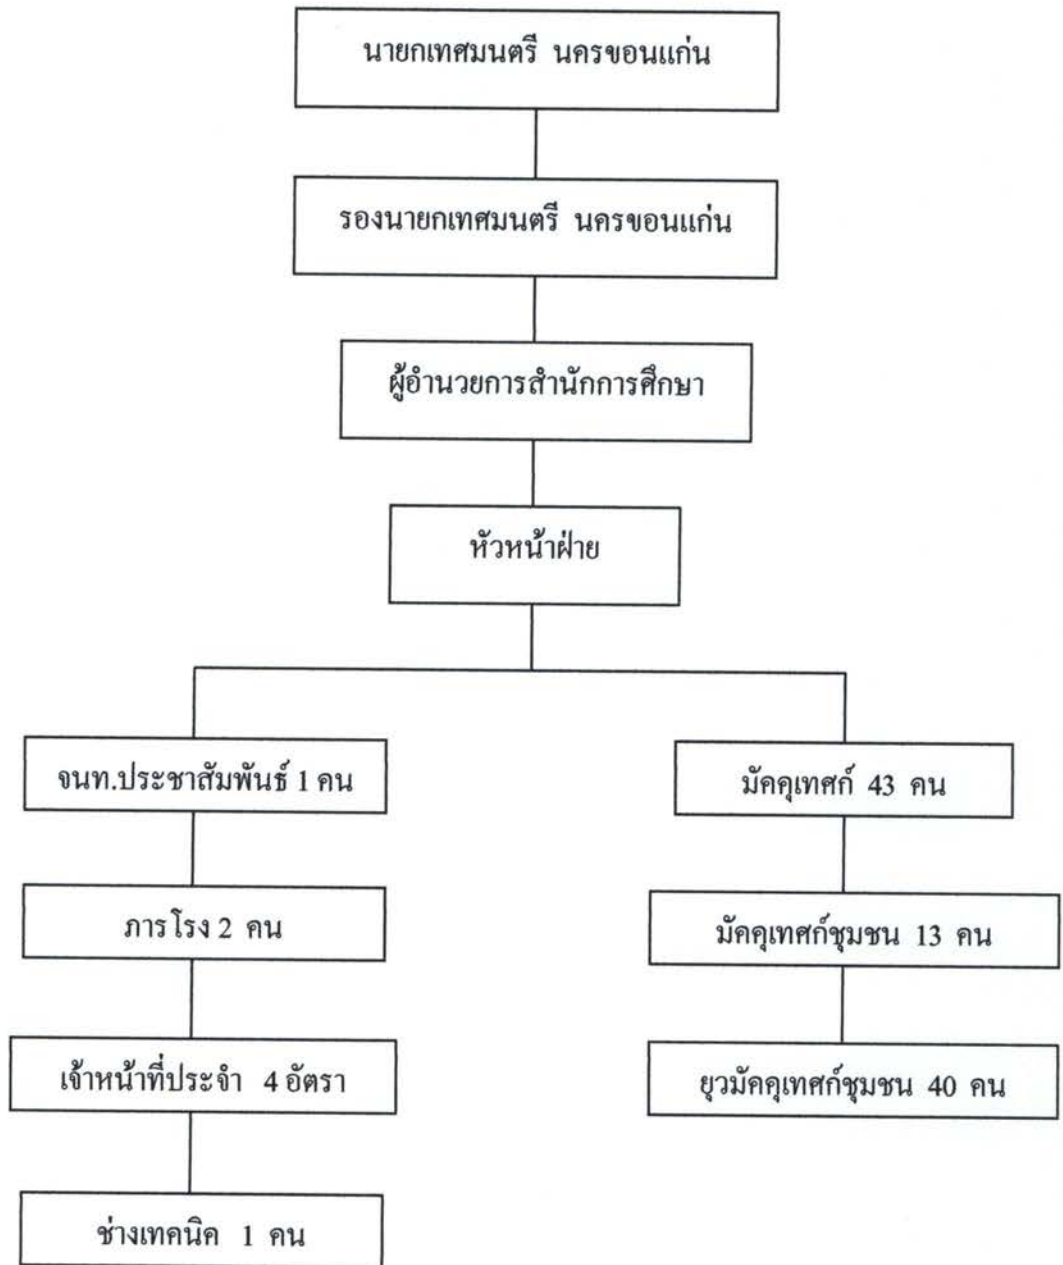 นายกเทศมนตรี นครขอนแก่น
รองนายกเทศมนตรี นครขอนแก่น
ผู้อำนวยการสำนักการศึกษา
หัวหน้าฝ่าย
จนท.ประชาสัมพันธ์ 1 คน
ภารโรง 2 คน
เจ้าหน้าที่ประจำ 4 อัตรา
ช่างเทคนิค 1 คน
มัคคุเทศก์ 43 คน
มัคคุเทศก์ชุมชน 13 คน
ยุวมัคคุเทศก์ชุมชน 40 คน